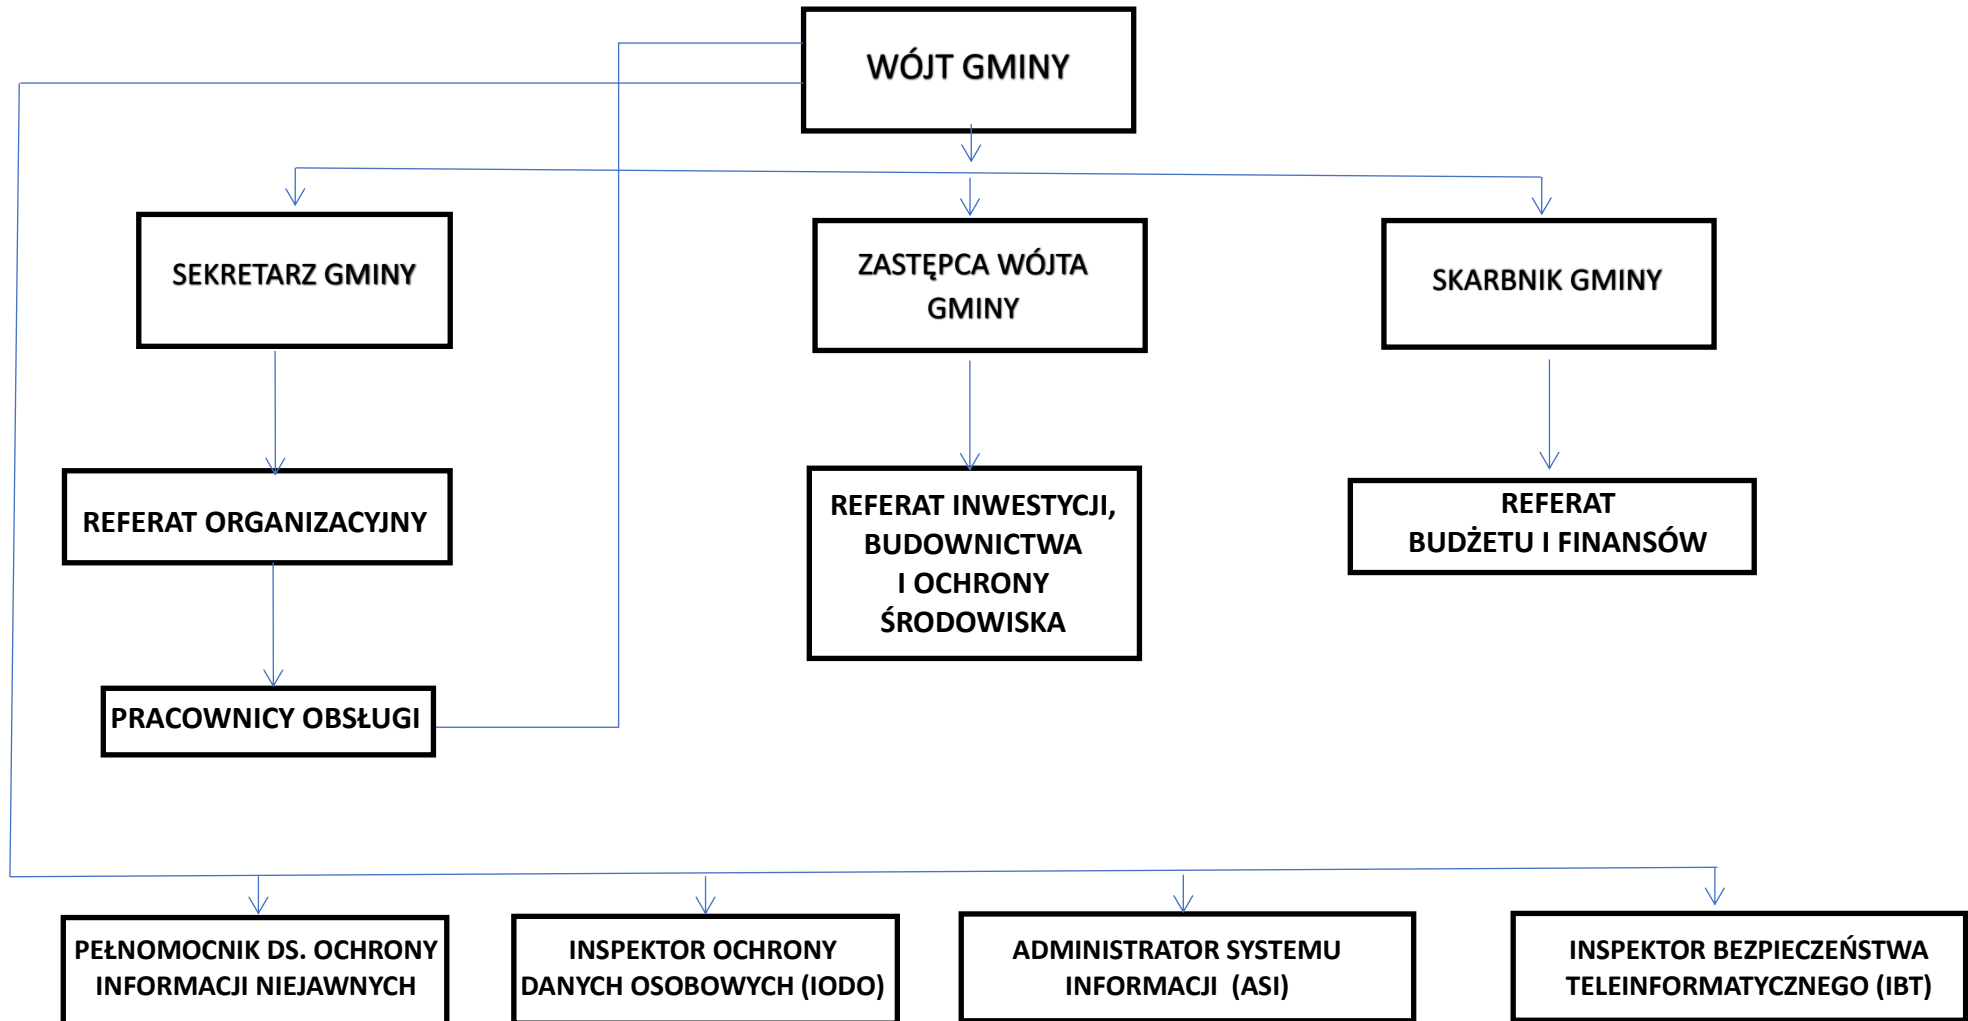 WÓJT GMINY
SEKRETARZ GMINY
ZASTĘPCA WÓJTA
GMINY
SKARBNIK GMINY
REFERAT ORGANIZACYJNY
REFERAT INWESTYCJI,
BUDOWNICTWA
I OCHRONY
ŚRODOWISKA
REFERAT
BUDŻETU I FINANSÓW
PRACOWNICY OBSŁUGI
PEŁNOMOCNIK DS. OCHRONY
INFORMACJI NIEJAWNYCH
INSPEKTOR OCHRONY
DANYCH OSOBOWYCH (IODO)
ADMINISTRATOR SYSTEMU
INFORMACJI (ASI)
INSPEKTOR BEZPIECZEŃSTWA
TELEINFORMATYCZNEGO (IBT)